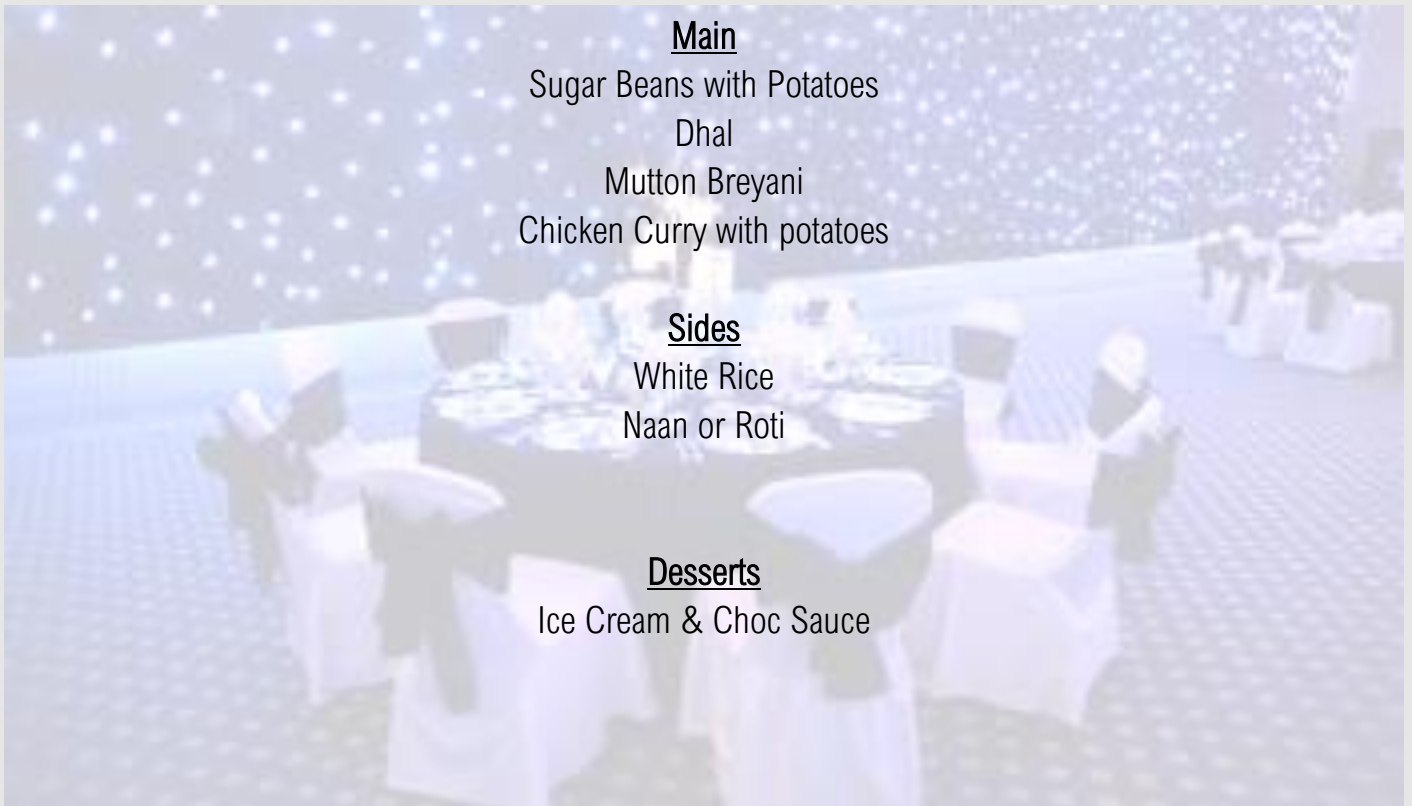 Main
Sugar Beans with Potatoes
Dhal
Mutton Breyani
Chicken Curry with potatoes
Sides
White Rice
Naan or Roti
Desserts
Ice Cream & Choc Sauce